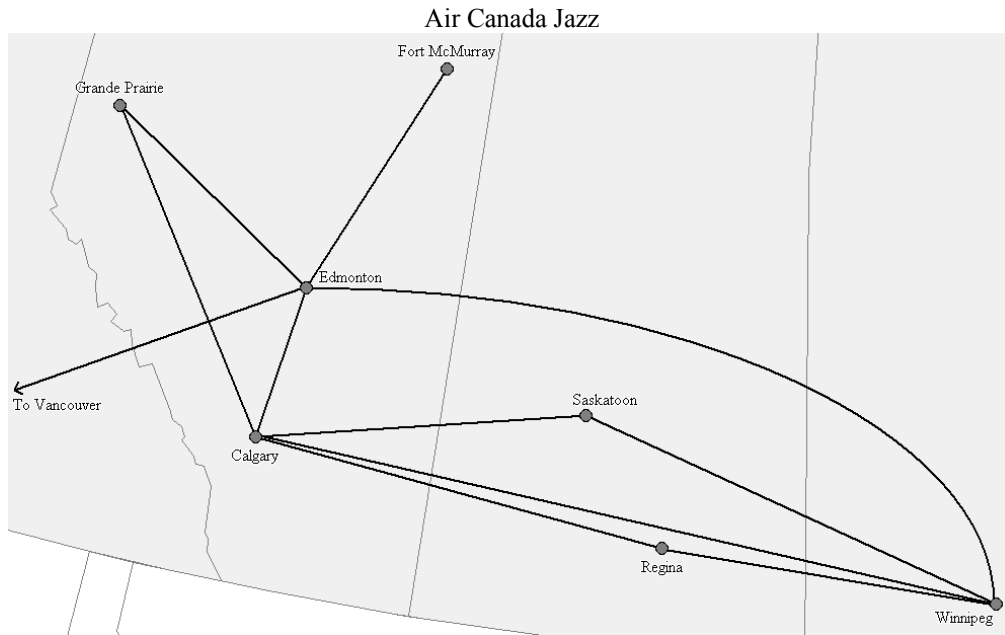 Air Canada Jazz
Fort McMurray
Grande Prairie
Edmonton
To Vancouver
Saskatoon
Calgary
Regina
Winnipeg